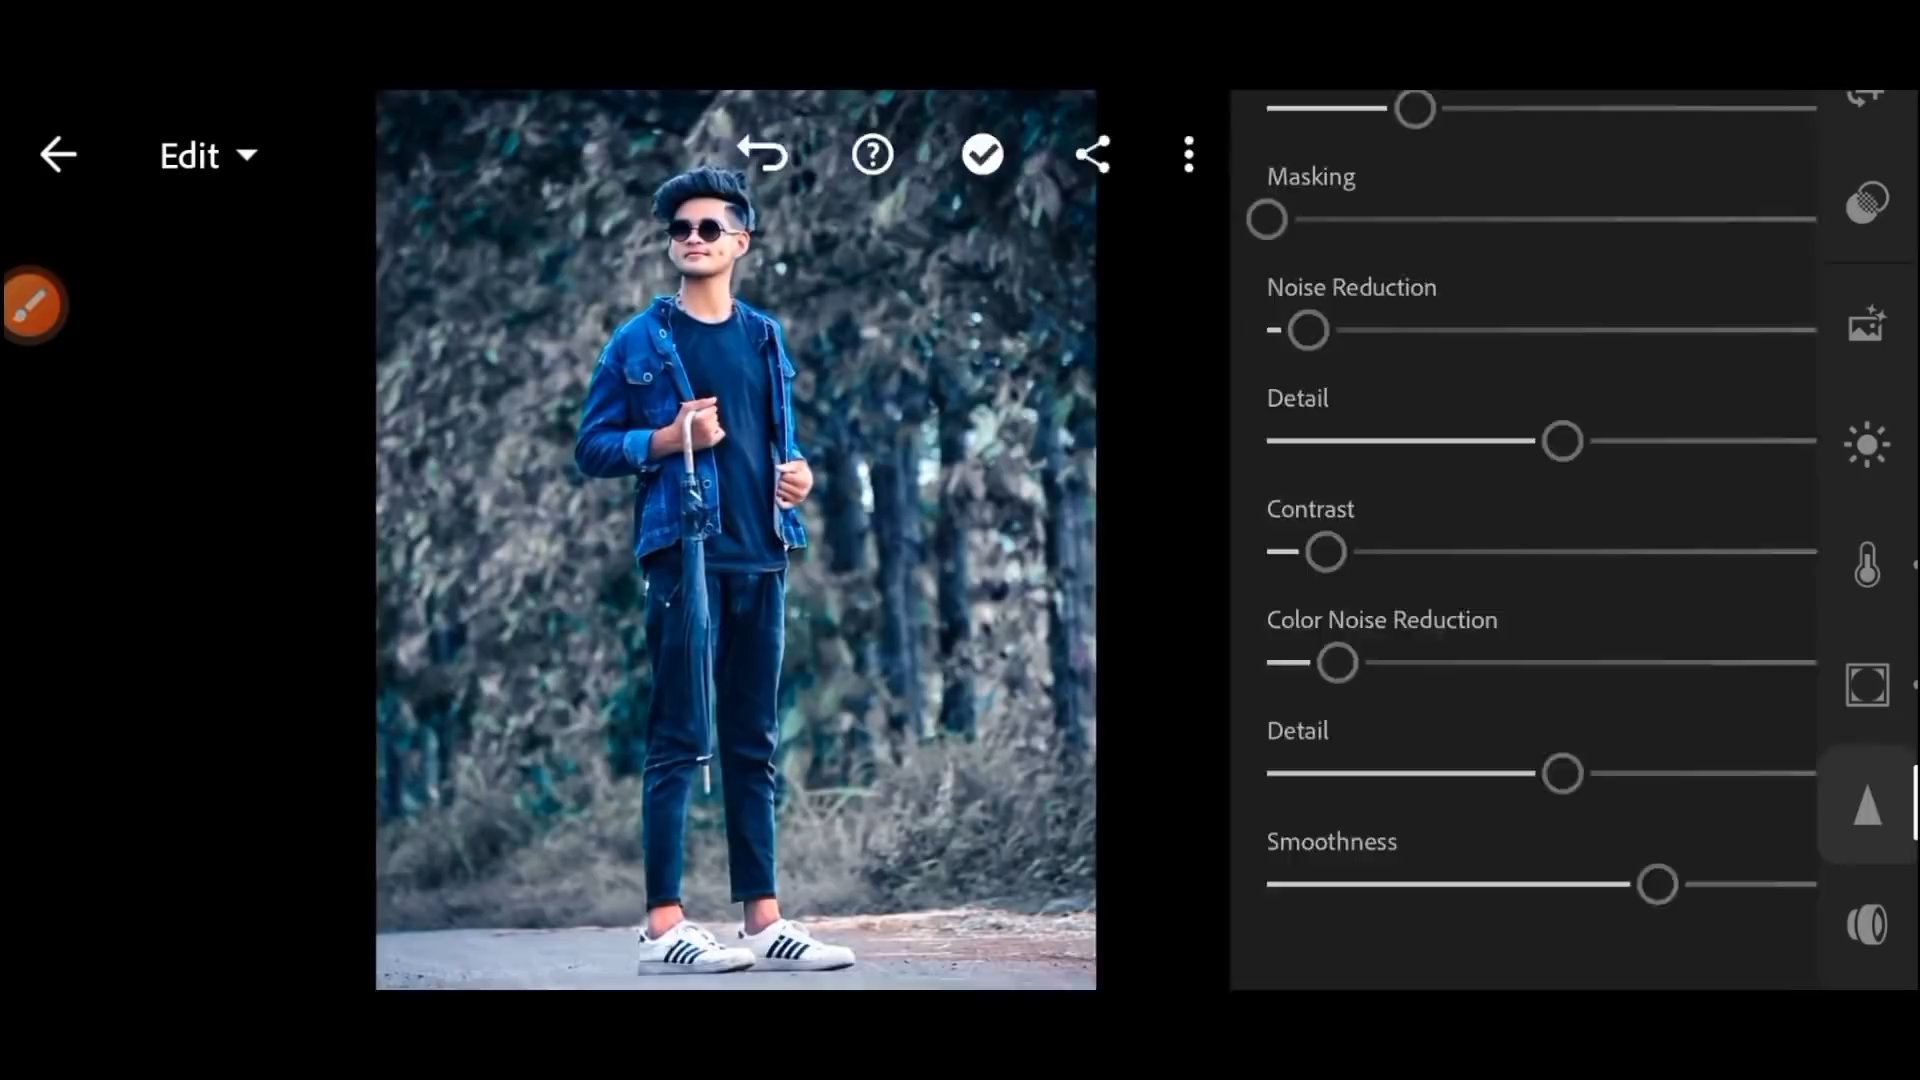 Edit
Masking
Noise Reduction
Detail
Contrast
Color Noise Reduction
Detail
Smoothness